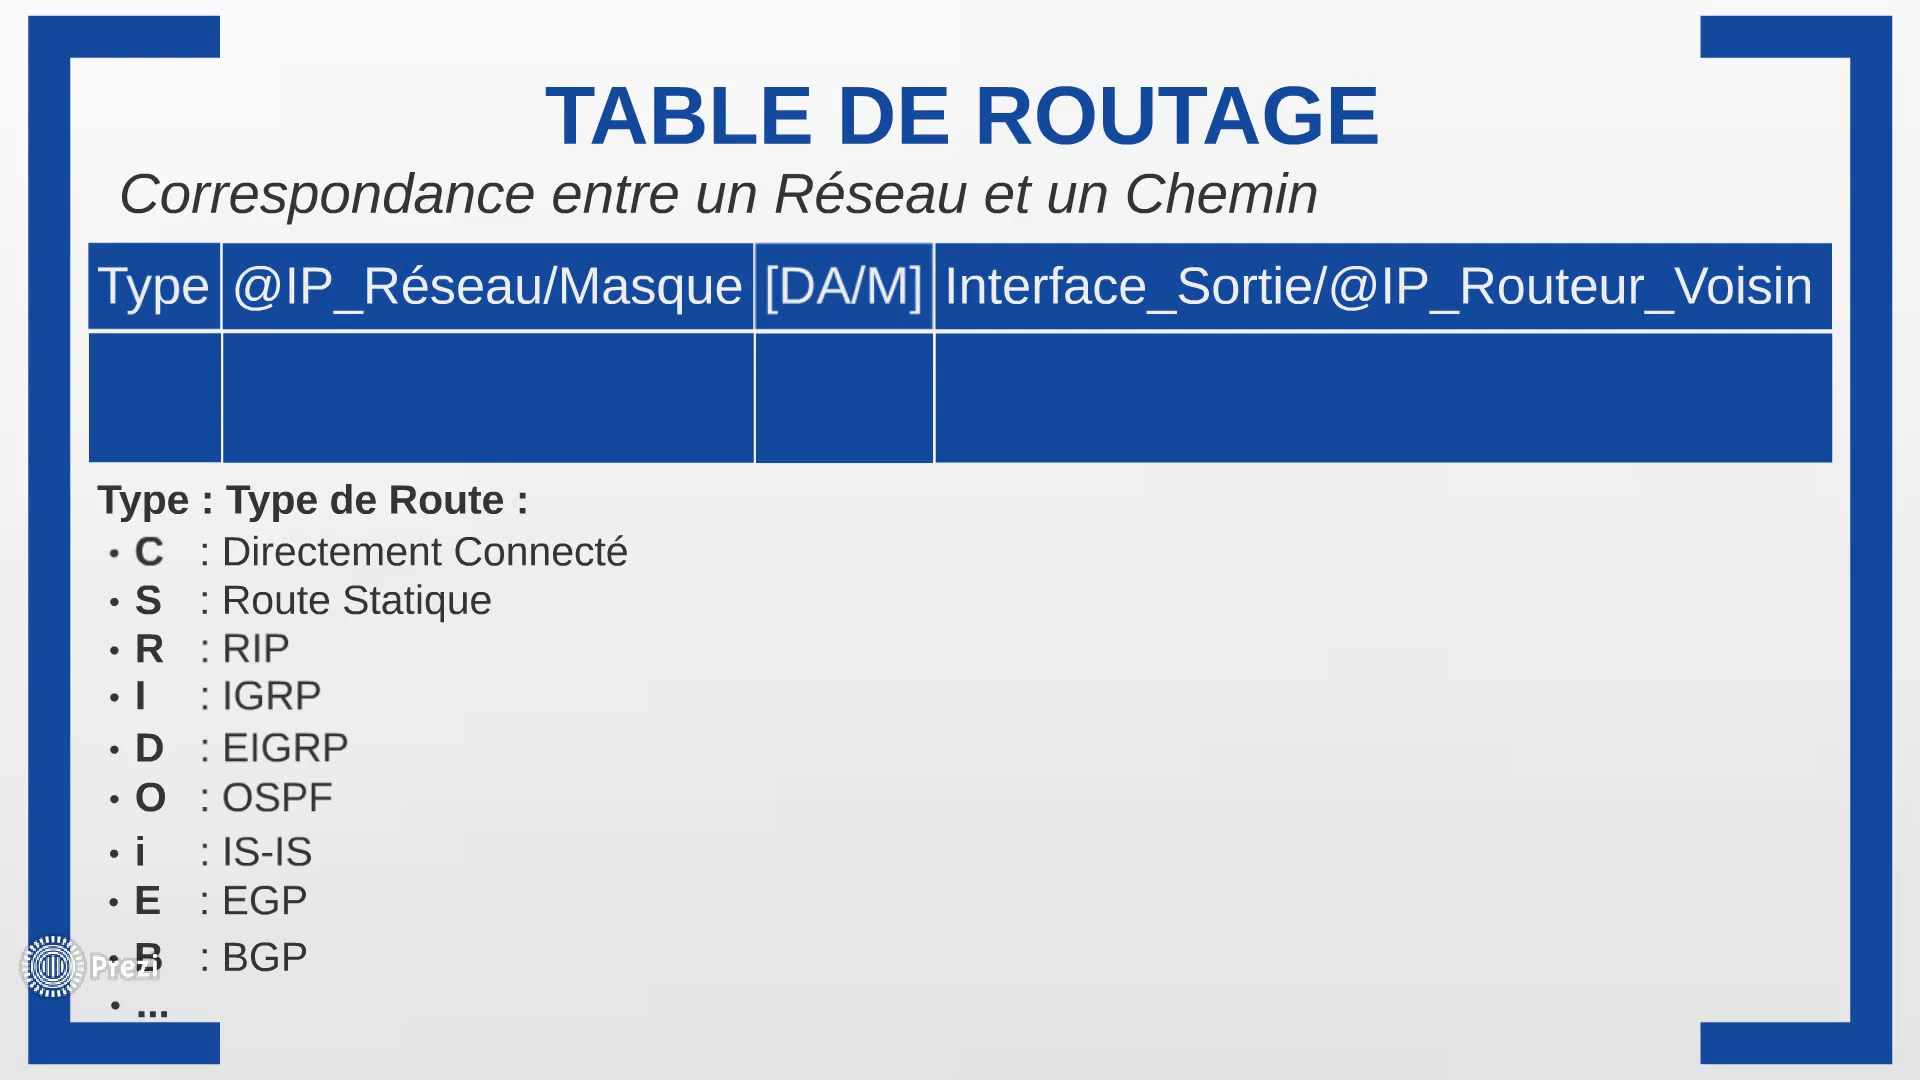 TABLE DE ROUTAGE
Correspondance entre un Réseau et un Chemin
Type @IP_Réseau/Masque [DA/M] Interface_Sortie/@IP_Routeur_Voisin
Type : Type de Route :
• C : Directement Connecté
• S : Route Statique
• R : RIP
• I : IGRP
• D : EIGRP
• O : OSPF
• i : IS-IS
• E : EGP
• B : BGP
Prezi
• ...